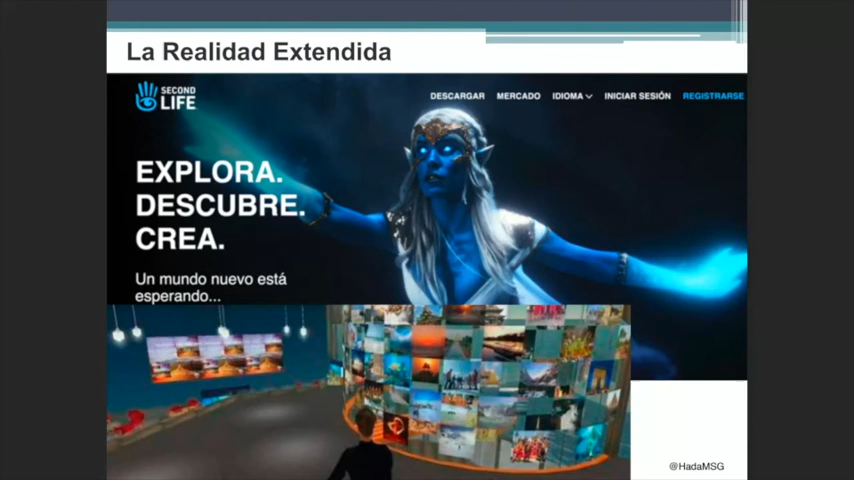 La Realidad Extendida
SECOND
LIFE
DESCARGAR MERCADO IDIOMA INICIAR SESIÓN REGISTRARSE
EXPLORA.
DESCUBRE.
CREA.
Un mundo nuevo está
esperando...
@HadaMSG